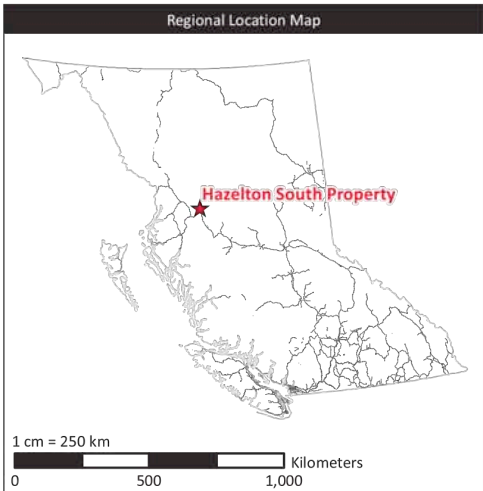 Regional Location Map
Hazelton South Property
1 cm = 250 km
Kilometers
0 500 1,000